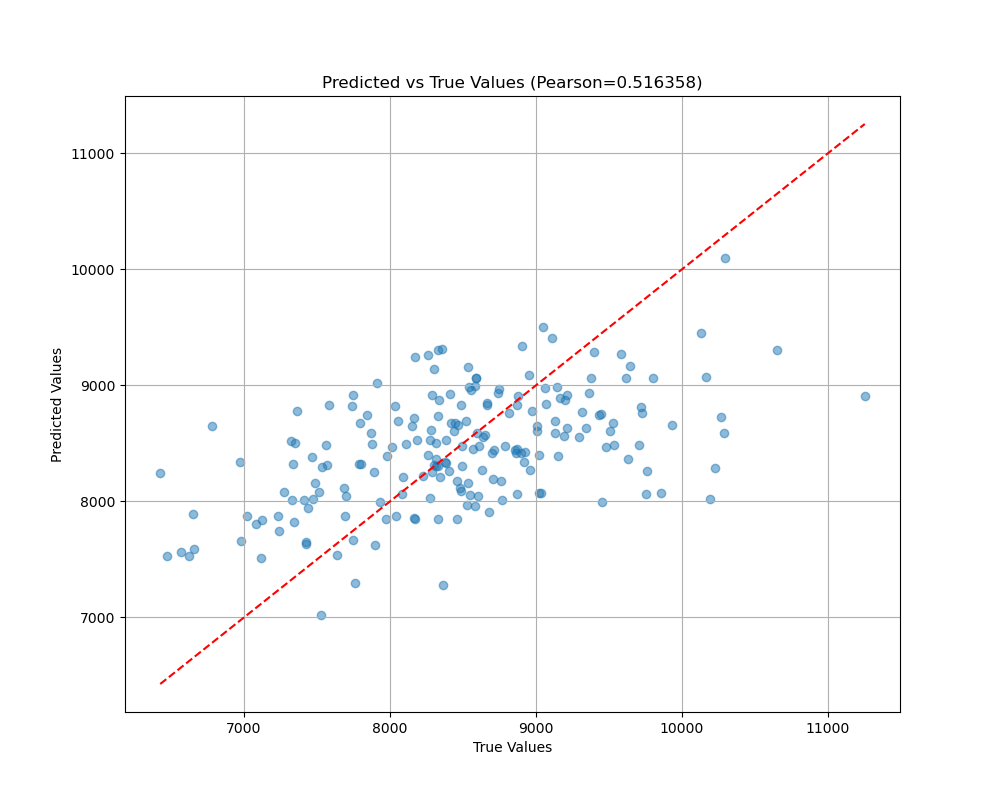 Predicted vs True Values (Pearson=0.516358)
Predicted Values
11000
10000
9000
8000
7000
7000 8000 9000 10000 11000
True Values